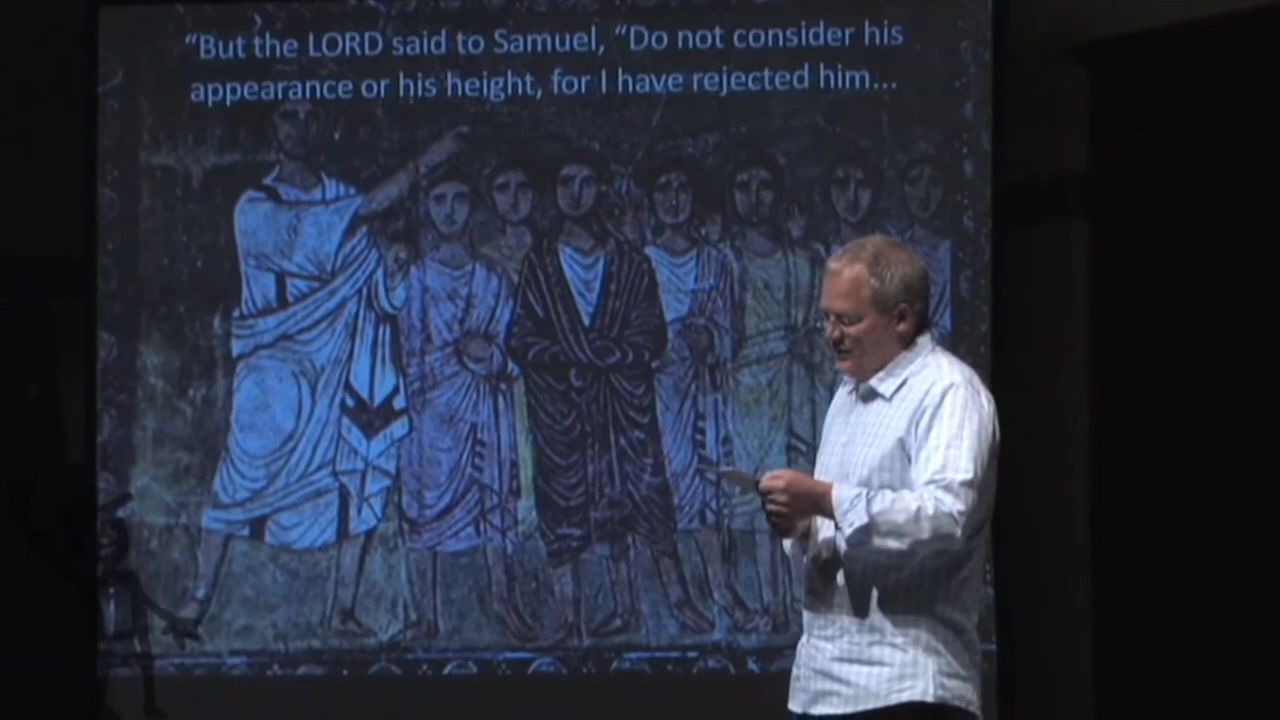 “But the LORD said to Samuel, “Do not consider his
appearance or his height, for I have rejected him...